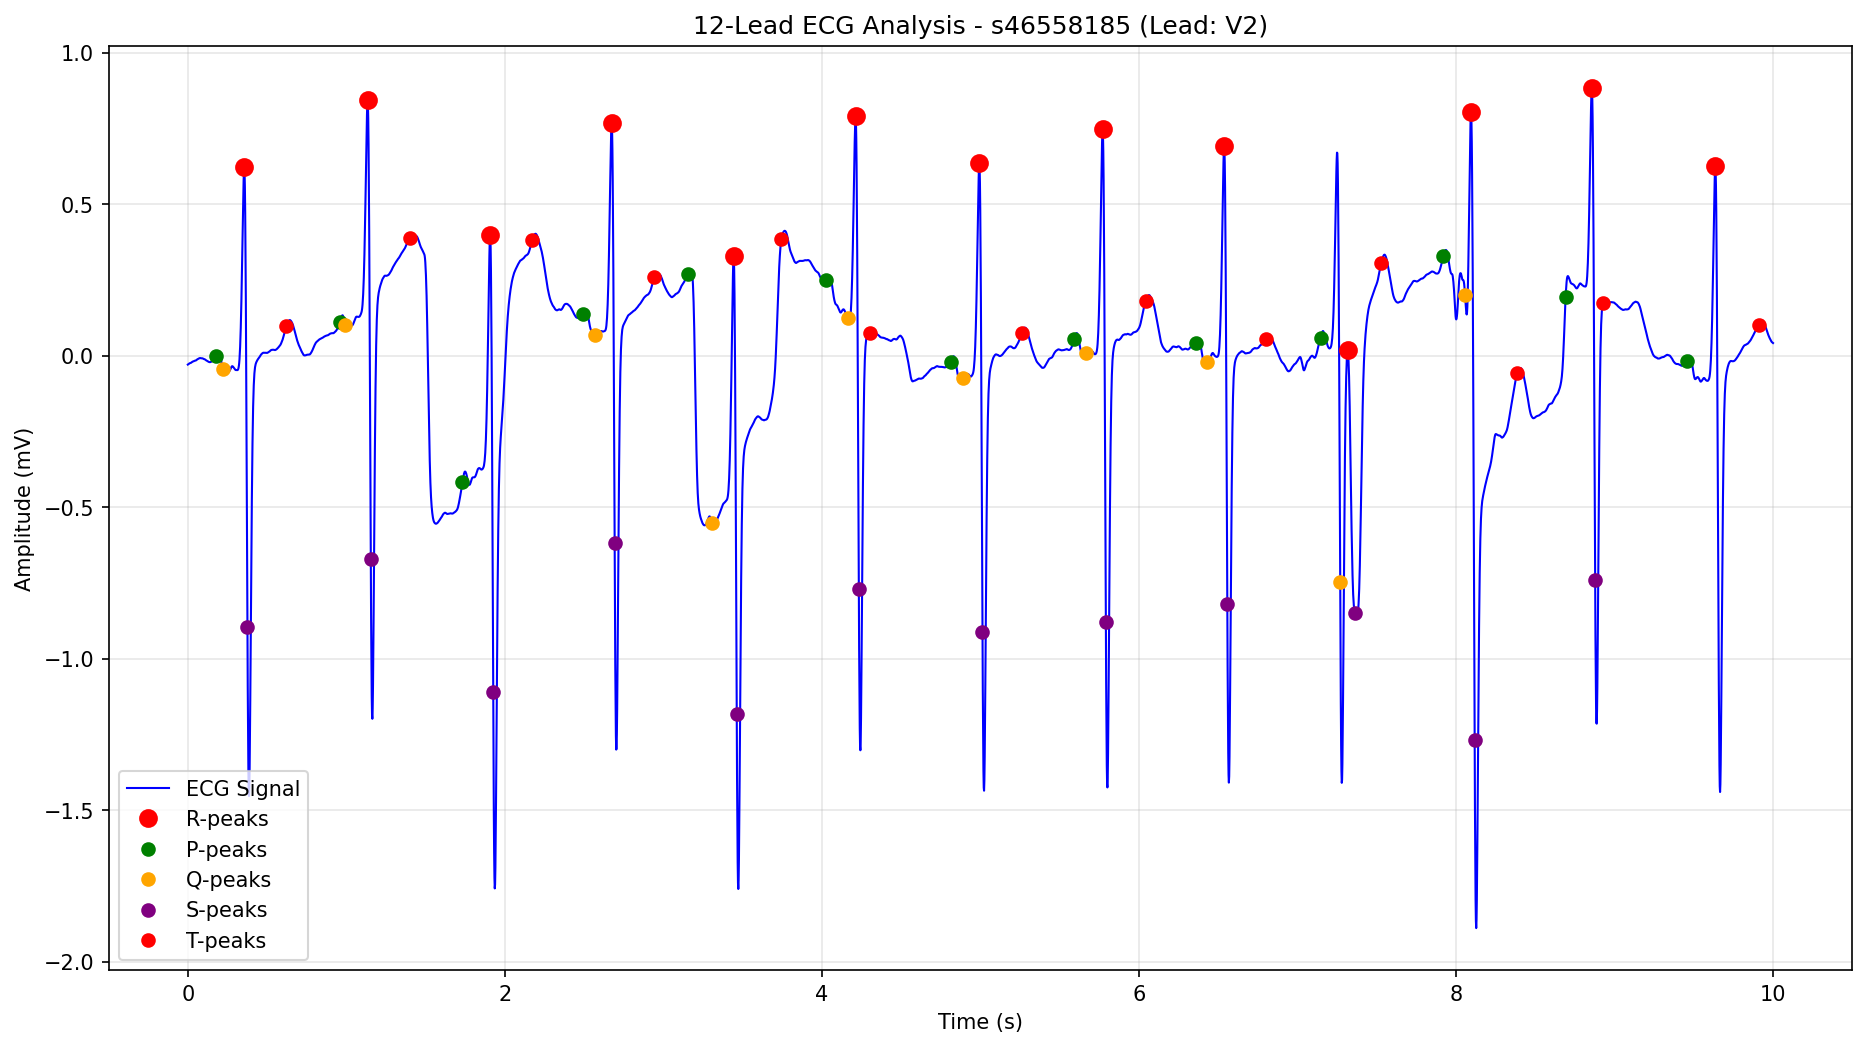 12-Lead ECG Analysis - s46558185 (Lead: V2)
1.0
0.5
0.0
−0.5
−1.0
−1.5
−2.0
Amplitude (mV)
ECG Signal
R-peaks
P-peaks
Q-peaks
S-peaks
T-peaks
0
2
4
6
8
10
Time (s)